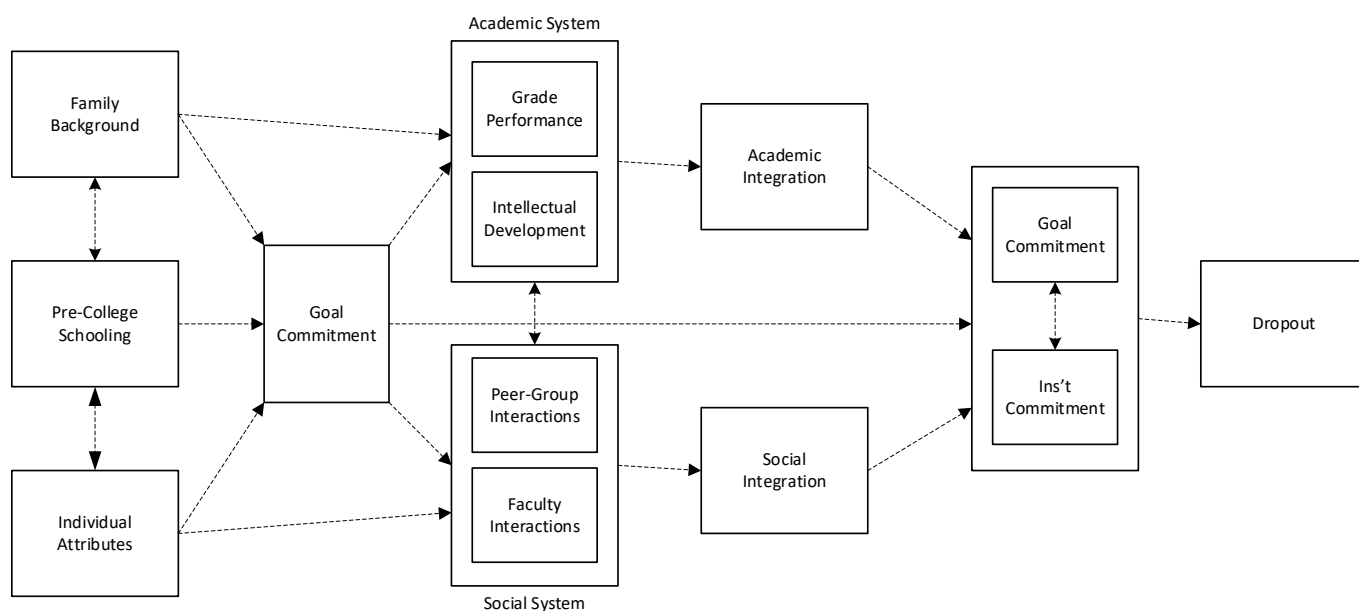 Academic System
Family
Background
Grade
Performance
Academic
Integration
Intellectual
Development
Goal
Commitment
Pre-College
Schooling
Goal
Commitment
Dropout
Peer-Group
Interactions
Ins't
Commitment
Social
Integration
Individual
Attributes
Faculty
Interactions
Social System